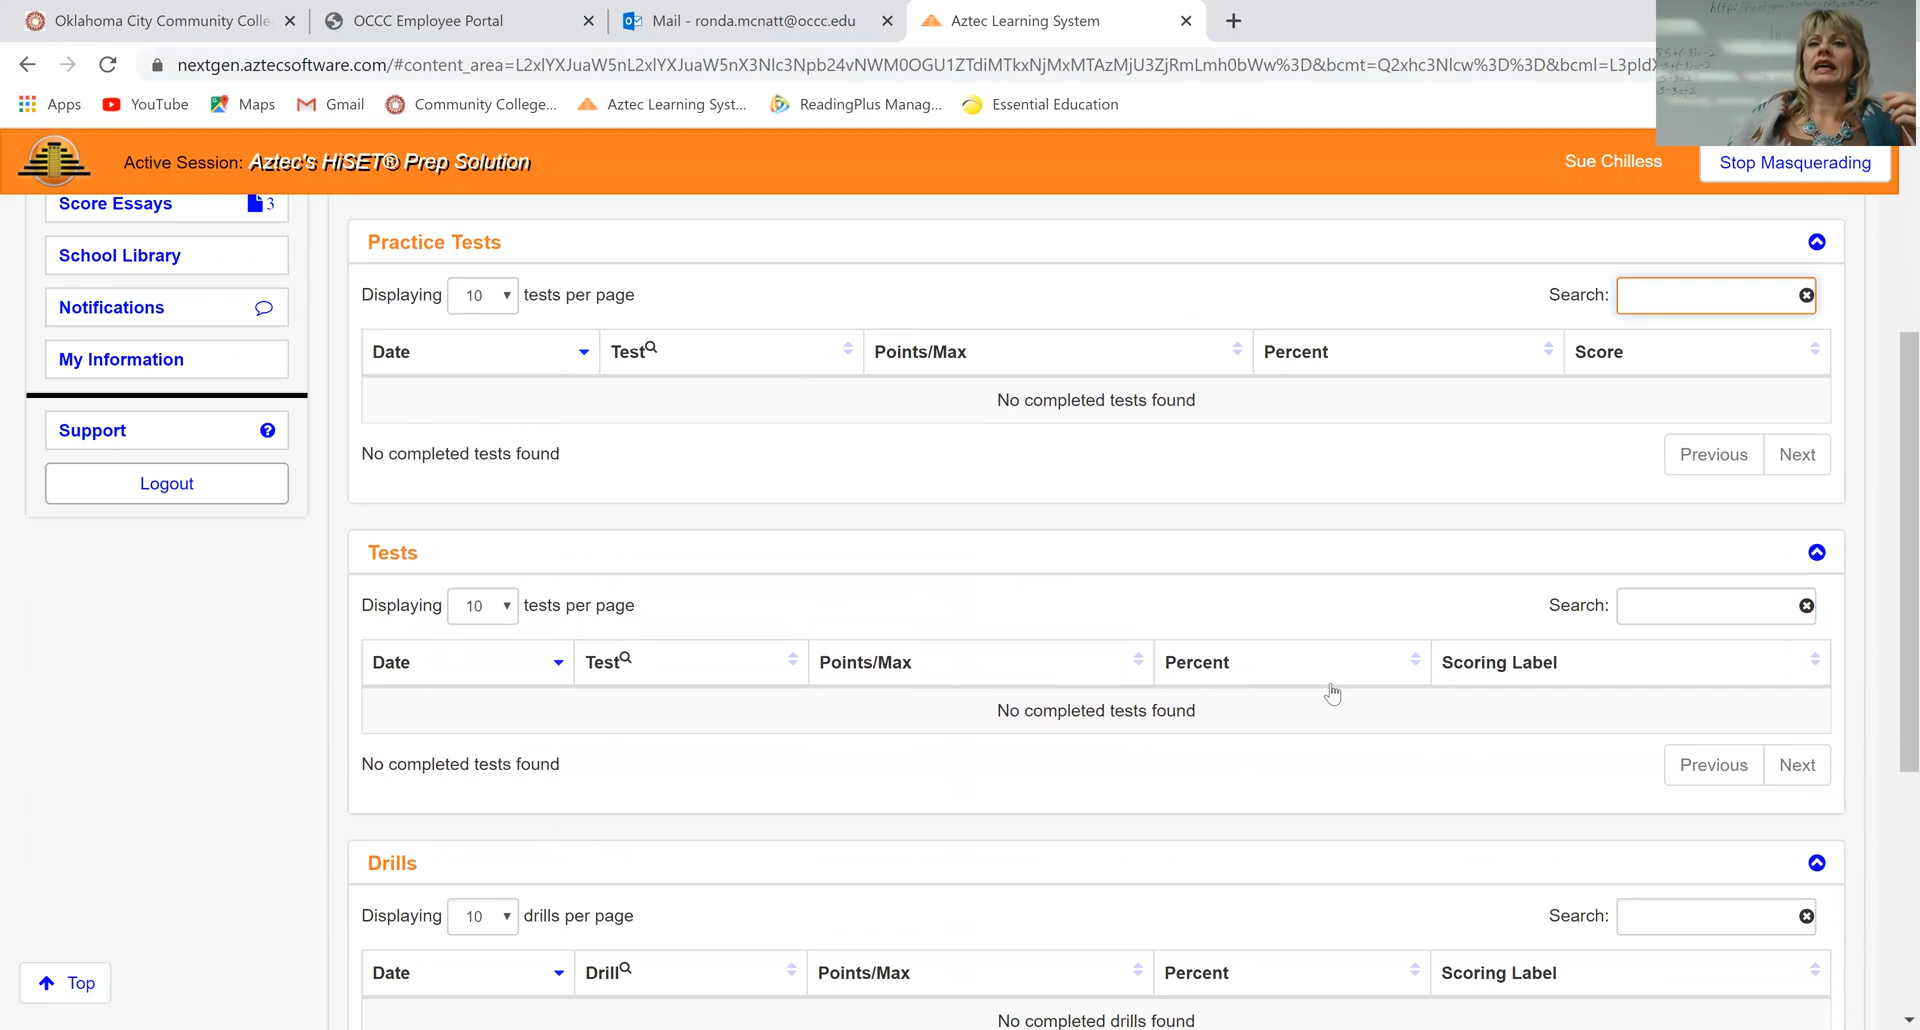 Oklahoma City Community Colle
OCCC Employee Portal
Mail - ronda.mcnatt@occc.edu
Aztec Learning System
nextgen.aztecsoftware.com/#content_area=L2xlYXJuaW5nL2xlYXJuaW5nX3Nlc3Npb24vNWM0OGU1ZTdiMTkxNjMxMTAzMjU3ZjRmLmh0bWw%3D&bcmt=Q2xhc3Nlcw%3D%3D&bcml=L3pldX
Apps
YouTube
Maps
Gmail
Community College...
Aztec Learning Syst...
ReadingPlus Manag...
Essential Education
Active Session: Aztec's HiSET® Prep Solution
Sue Chilless
Stop Masquerading
Score Essays 3
School Library
Notifications
My Information
Support
Logout
Top
Practice Tests
Displaying 10 tests per page
Search:
Date Test Points/Max Percent Score
No completed tests found
No completed tests found
Previous Next
Tests
Displaying 10 tests per page
Search:
Date Test Points/Max Percent Scoring Label
No completed tests found
No completed tests found
Previous Next
Drills
Displaying 10 drills per page
Search:
Date Drill Points/Max Percent Scoring Label
No completed drills found